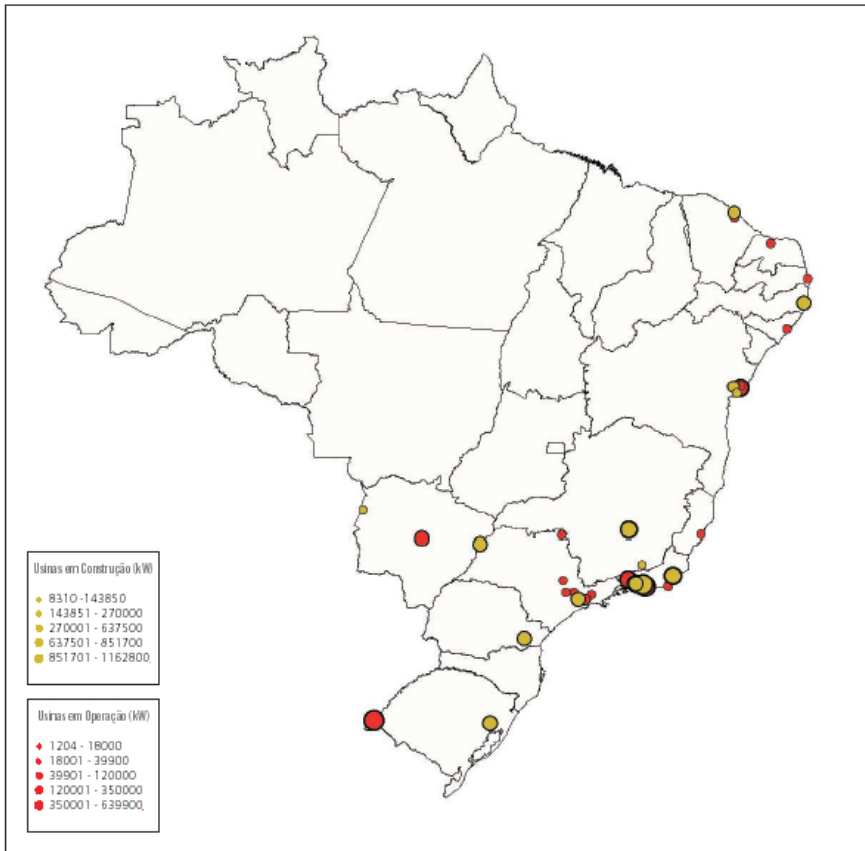 Usinas em Construção (kW)
8310 -143850
143851 - 270000
270001 - 637500
637501 - 851700
851701 - 1162800
Usinas em Operação (kW)
1204 - 18000
18001 - 39900
39901 - 120000
120001 - 350000
350001 - 639900